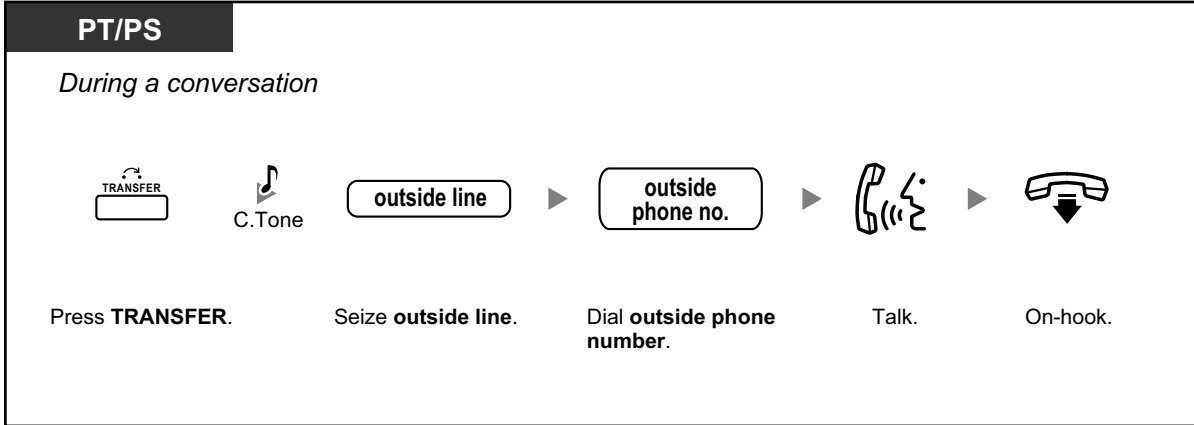 PT/PS
During a conversation
TRANSFER
C.Tone
outside line
outside
phone no.
Press TRANSFER.
Seize outside line.
Dial outside phone
number.
Talk.
On-hook.